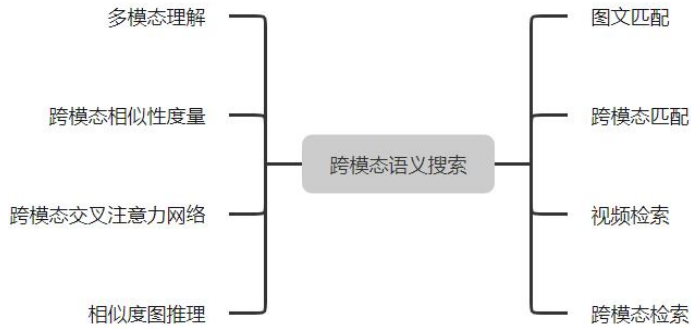 多模态理解
跨模态相似性度量
跨模态交叉注意力网络
相似度图推理
跨模态语义搜索
图文匹配
跨模态匹配
视频检索
跨模态检索